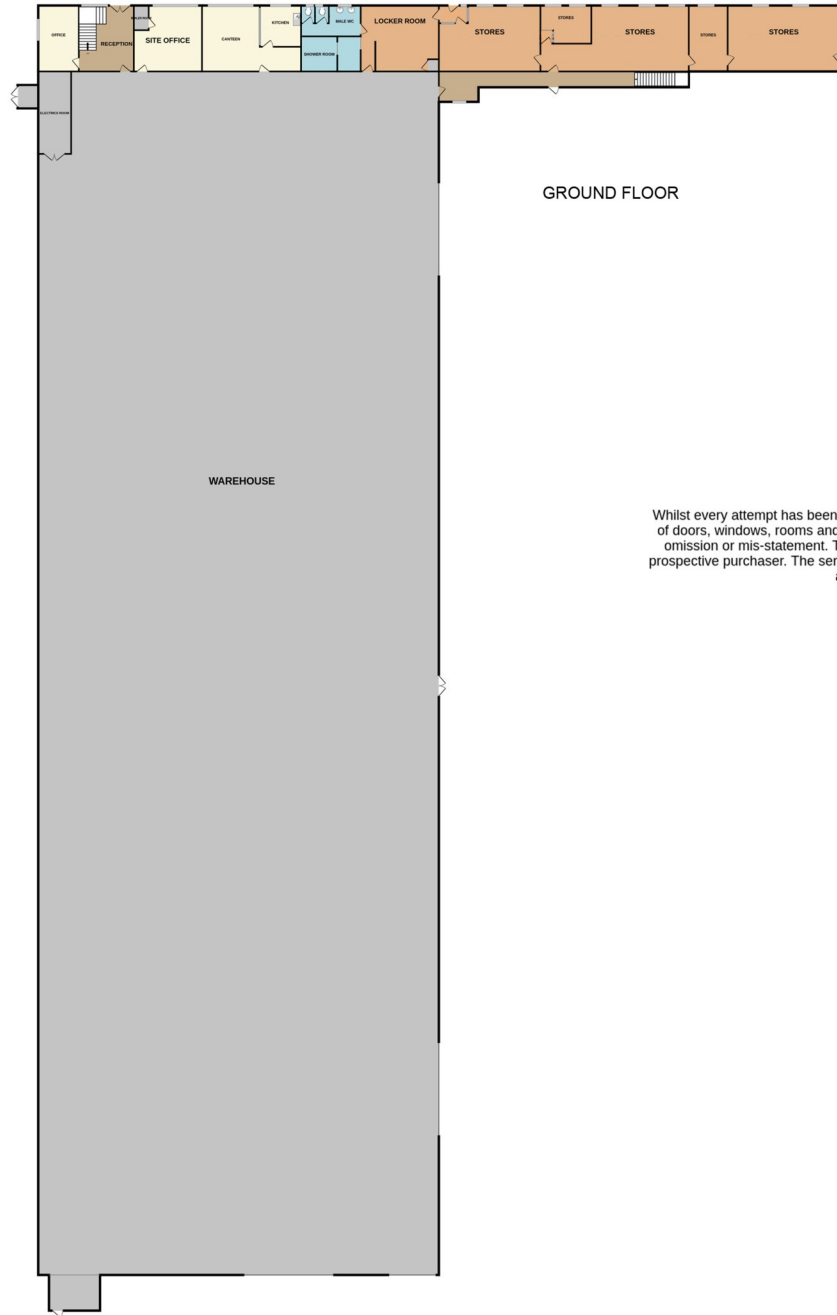 OFFICE
RECEPTION
SITE OFFICE
CANTEEN
KITCHEN
MALE WC
SHOWER ROOM
LOCKER ROOM
STORES
STORES
STORES
STORES
STORES
ELECTRICS ROOM
GROUND FLOOR
WAREHOUSE
Whilst every attempt has been
of doors, windows, rooms and
omission or mis-statement. T
prospective purchaser. The ser
a